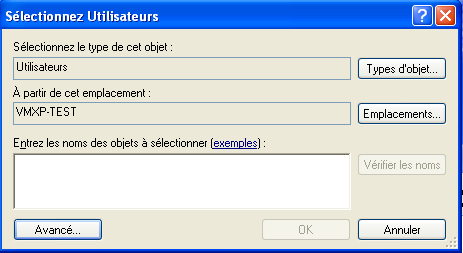 Sélectionnez Utilisateurs
Sélectionnez le type de cet objet :
Utilisateurs
Types d'objet...
À partir de cet emplacement :
VMXP-TEST
Emplacements...
Entrez les noms des objets à sélectionner (exemples) :
Vérifier les noms
Avancé...
OK
Annuler